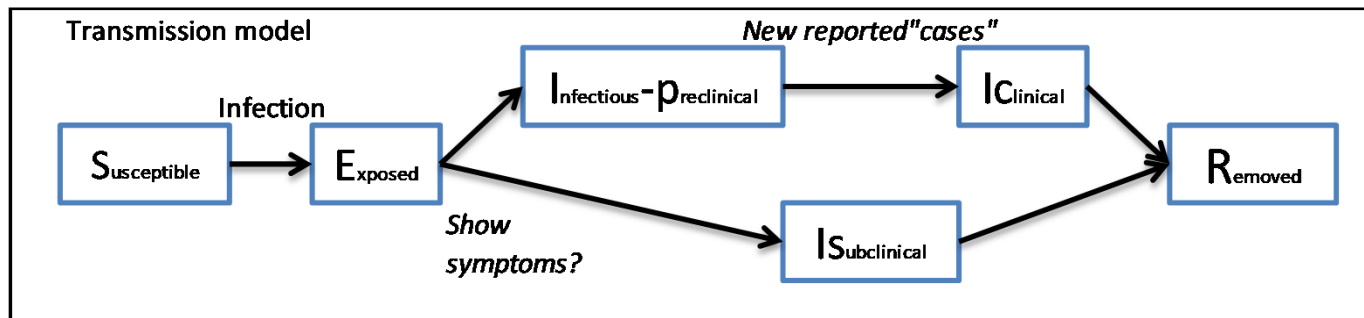 Transmission model
New reported"cases"
Infectious-preclinical
IClinical
Infection
Susceptible
Exposed
Removed
Show
symptoms?
ISubclinical